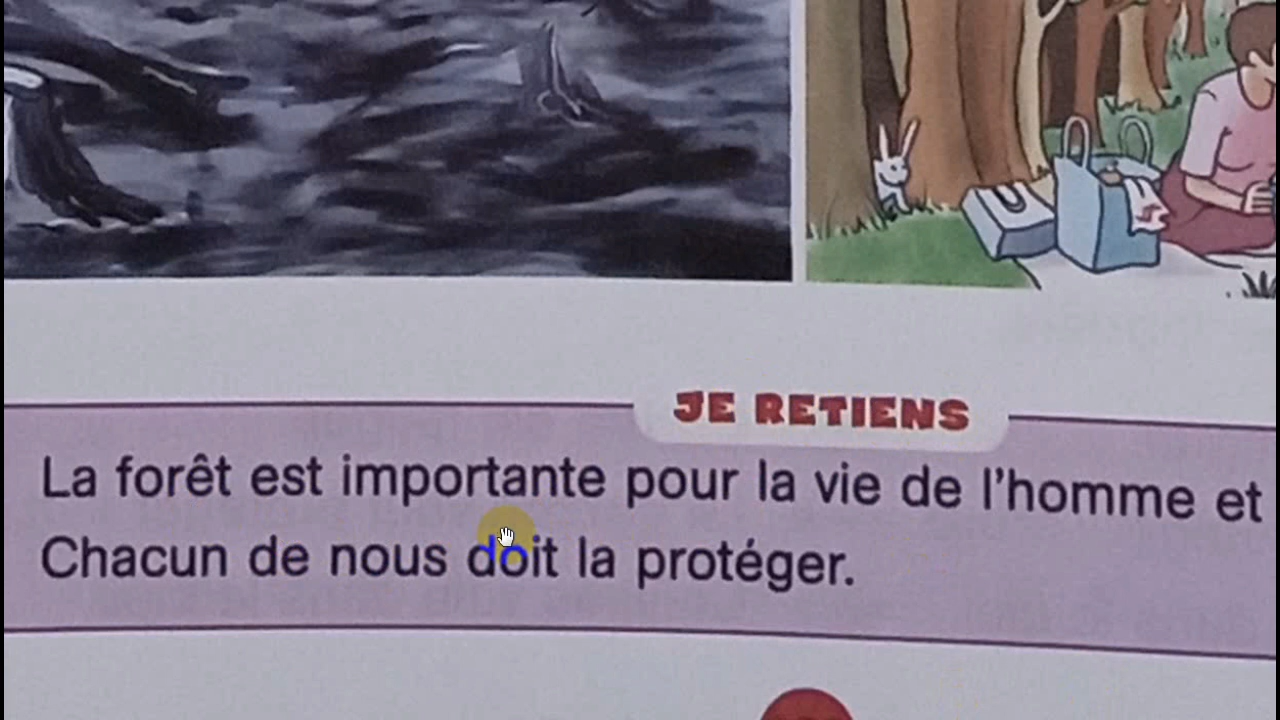 JE RETIENS
La forêt est importante pour la vie de l'homme et
Chacun de nous doit la protéger.